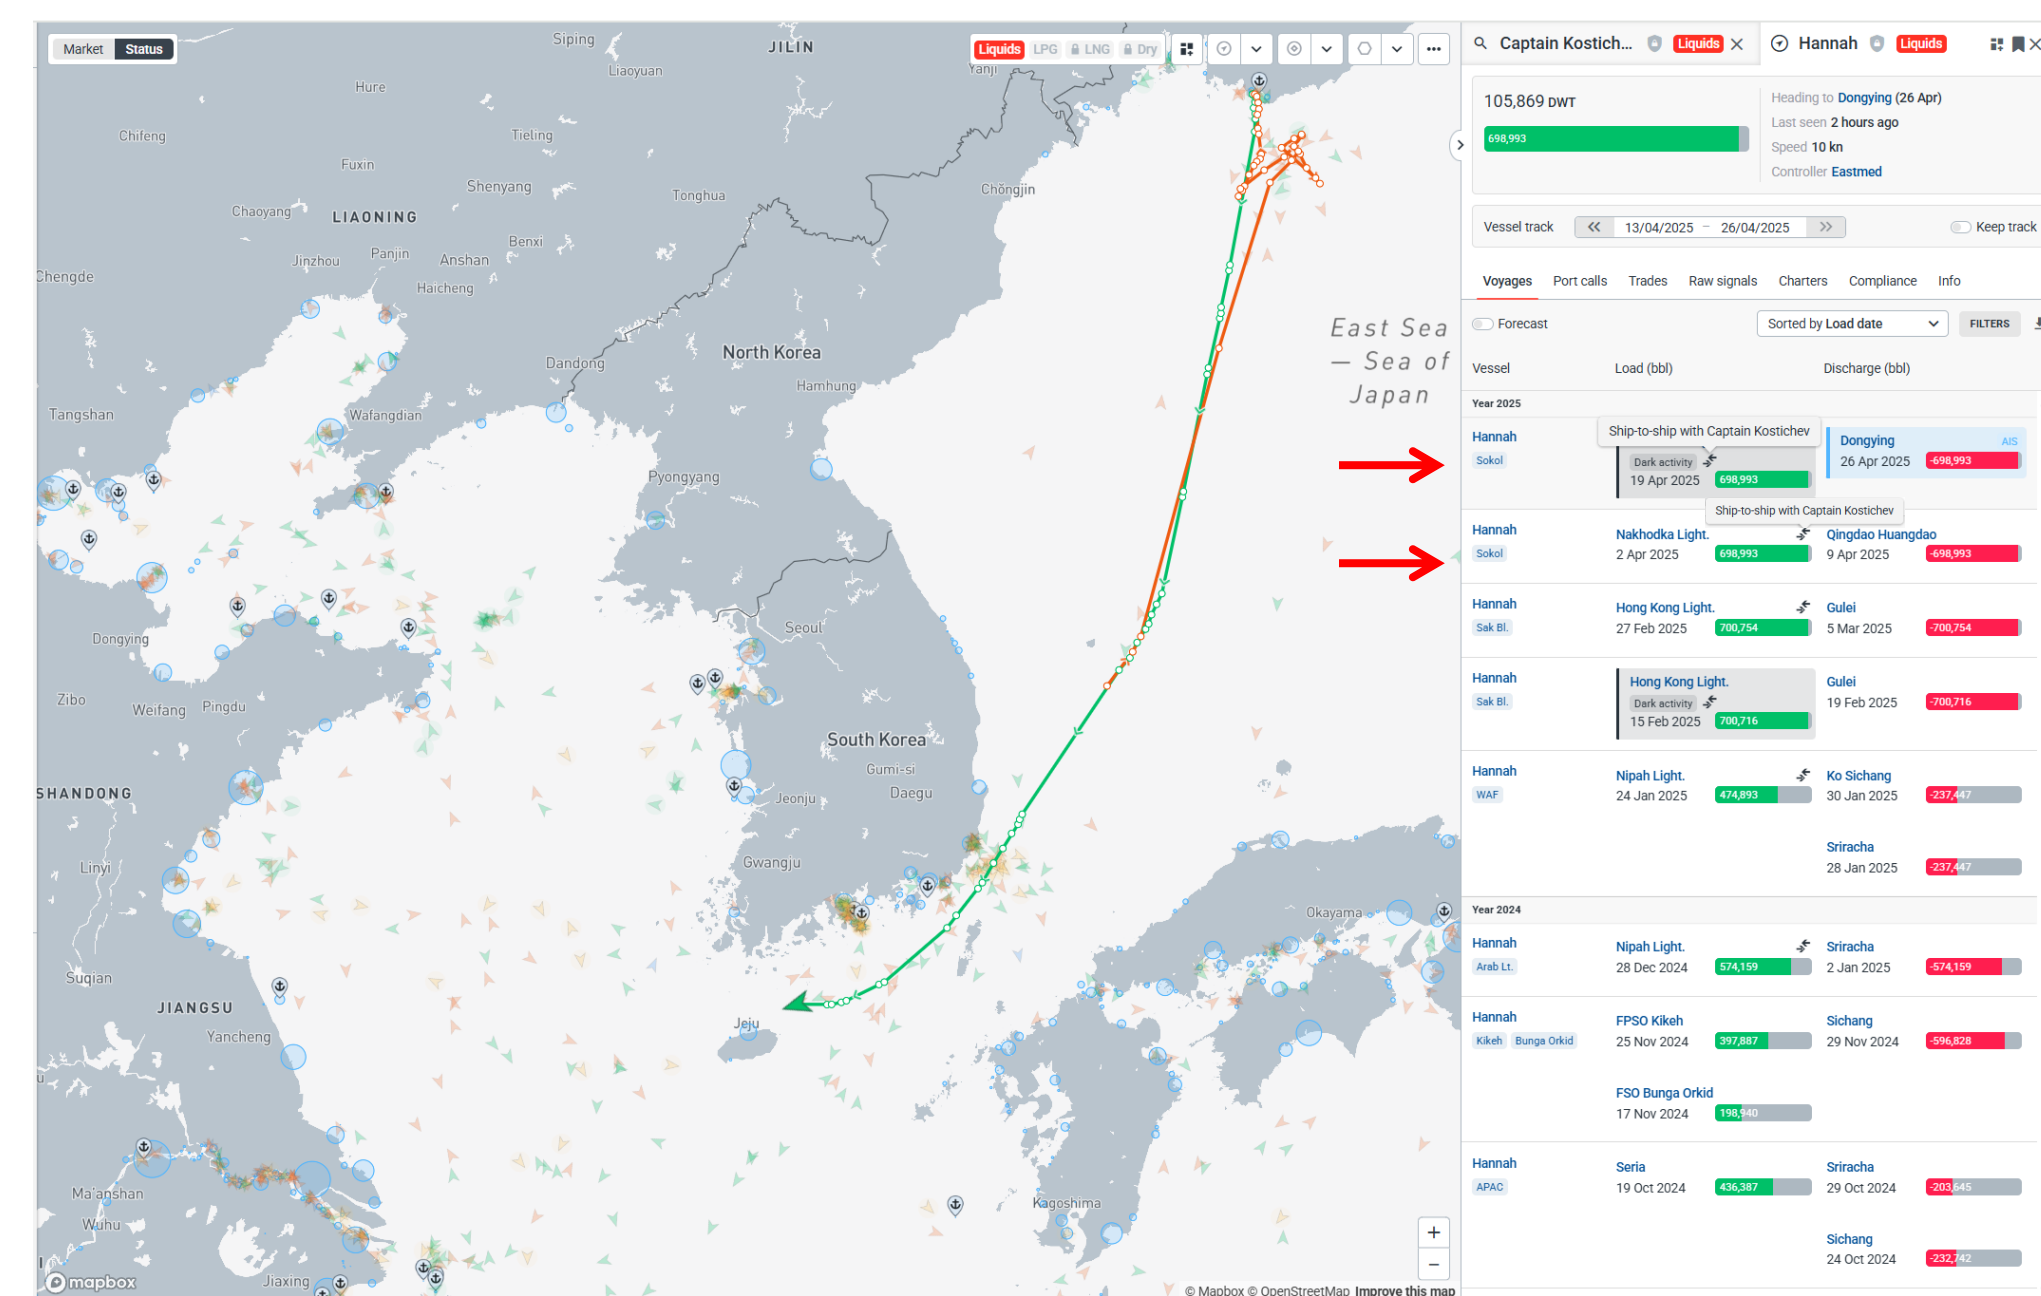 Market Status
Liquids LPG LNG Dry
Siping
JILIN
Liaoyuan
Yanji
Hure
Chifeng
Tieling
Fuxin
Shenyang
Tonghua
Chŏngjin
Chaoyang
LIAONING
Benxi
Jinzhou
Panjin
Anshan
Chengde
Haicheng
East Sea
— Sea of
Japan
North Korea
Dandong
Hamhung
Tangshan
Wafangdian
Pyongyang
Seoul
Dongying
Zibo
Weifang
Pingdu
South Korea
Gumi-si
Daegu
Jeonju
SHANDONG
Linyi
Gwangju
Okayama
Suqian
JIANGSU
Jeju
Yancheng
Ma'anshan
Kagoshima
Wuhu
Jiaxing
mapbox
+
−
© Mapbox © OpenStreetMap Improve this map
Captain Kostich... Liquids
Hannah Liquids
105,869 DWT
698,993
Heading to Dongying (26 Apr)
Last seen 2 hours ago
Speed 10 kn
Controller Eastmed
Vessel track 13/04/2025 – 26/04/2025 Keep track
Voyages Port calls Trades Raw signals Charters Compliance Info
Forecast Sorted by Load date FILTERS
Vessel Load (bbl) Discharge (bbl)
Year 2025
Hannah Ship-to-ship with Captain Kostichev Dongying AIS
Sokol Dark activity 26 Apr 2025 -698,993
19 Apr 2025 698,993
Ship-to-ship with Captain Kostichev
Hannah Nakhodka Light. Qingdao Huangdao
Sokol 2 Apr 2025 698,993 9 Apr 2025 -698,993
Hannah Hong Kong Light. Gulei
Sak Bl. 27 Feb 2025 700,754 5 Mar 2025 -700,754
Hannah Hong Kong Light. Gulei
Sak Bl. Dark activity 19 Feb 2025 -700,716
15 Feb 2025 700,716
Hannah Nipah Light. Ko Sichang
WAF 24 Jan 2025 474,893 30 Jan 2025 -237,447
Sriracha
28 Jan 2025 -237,447
Year 2024
Hannah Nipah Light. Sriracha
Arab Lt. 28 Dec 2024 574,159 2 Jan 2025 -574,159
Hannah FPSO Kikeh Sichang
Kikeh Bunga Orkid 25 Nov 2024 397,887 29 Nov 2024 -596,828
FSO Bunga Orkid
17 Nov 2024 198,940
Hannah Seria Sriracha
APAC 19 Oct 2024 436,387 29 Oct 2024 -203,645
Sichang
24 Oct 2024 -232,742